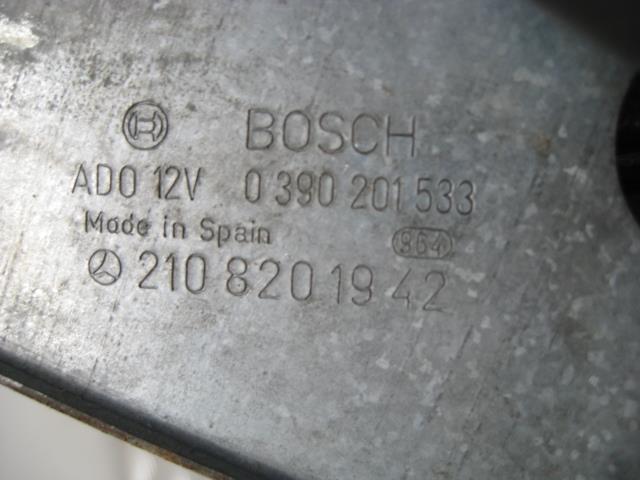 BOSCH
ADO 12V 0 390 201 533
Made in Spain 864
210 820 19 42